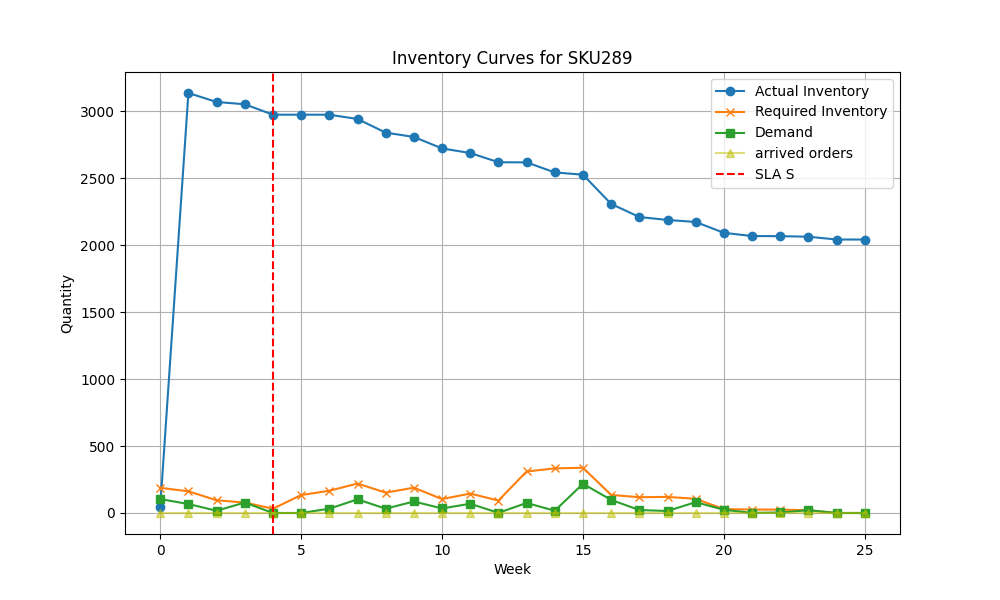 Inventory Curves for SKU289
Actual Inventory
Required Inventory
Demand
arrived orders
SLA S
Quantity
3000
2500
2000
1500
1000
500
0
0 5 10 15 20 25
Week